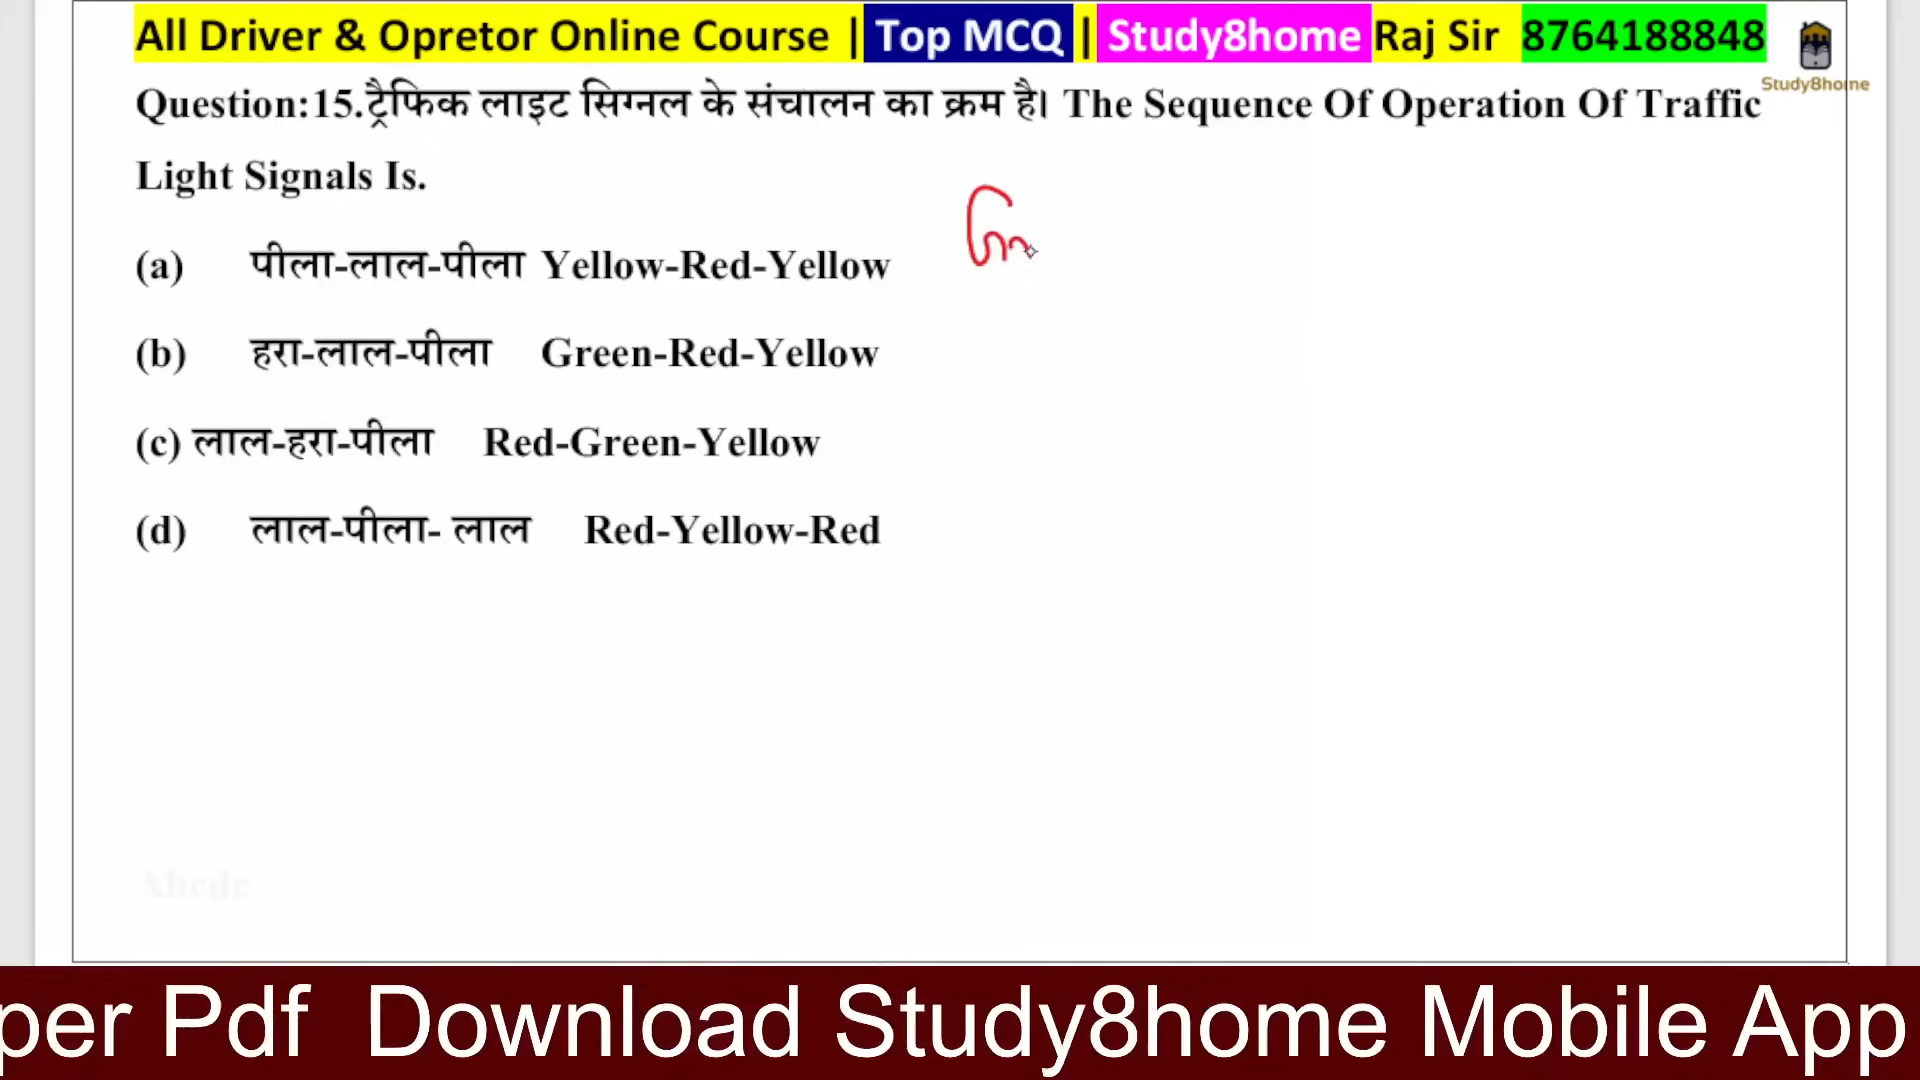 All Driver & Opretor Online Course | Top MCQ | Study8home Raj Sir 8764188848
Study8home
Question:15.ट्रैफिक लाइट सिग्नल के संचालन का क्रम है। The Sequence Of Operation Of Traffic
Light Signals Is.
(a) पीला-लाल-पीला Yellow-Red-Yellow
(b) हरा-लाल-पीला Green-Red-Yellow
(c) लाल-हरा-पीला Red-Green-Yellow
(d) लाल-पीला- लाल Red-Yellow-Red
per Pdf Download Study8home Mobile App